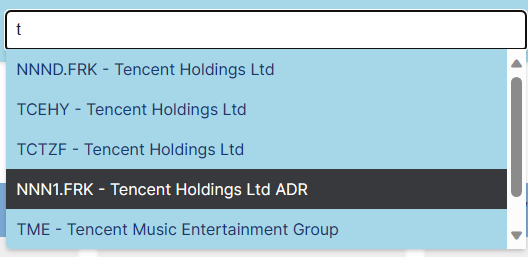 t
NNND.FRK - Tencent Holdings Ltd
TCEHY - Tencent Holdings Ltd
TCTZF - Tencent Holdings Ltd
NNN1.FRK - Tencent Holdings Ltd ADR
TME - Tencent Music Entertainment Group